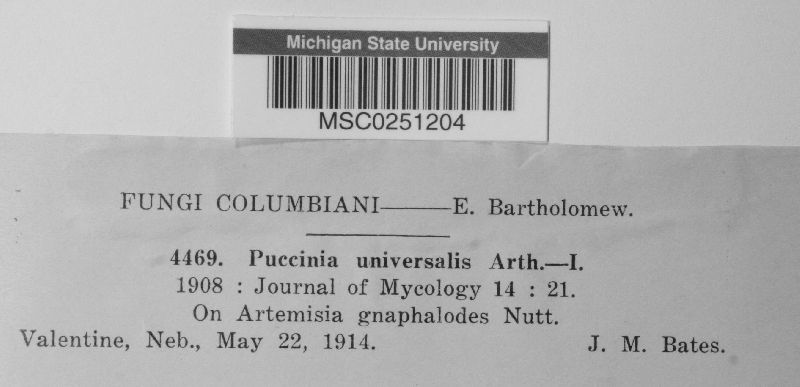 Michigan State University
MSC0251204
FUNGI COLUMBIANI——E. Bartholomew.
4469. Puccinia universalis Arth.—I.
1908 : Journal of Mycology 14 : 21.
On Artemisia gnaphalodes Nutt.
Valentine, Neb., May 22, 1914. J. M. Bates.